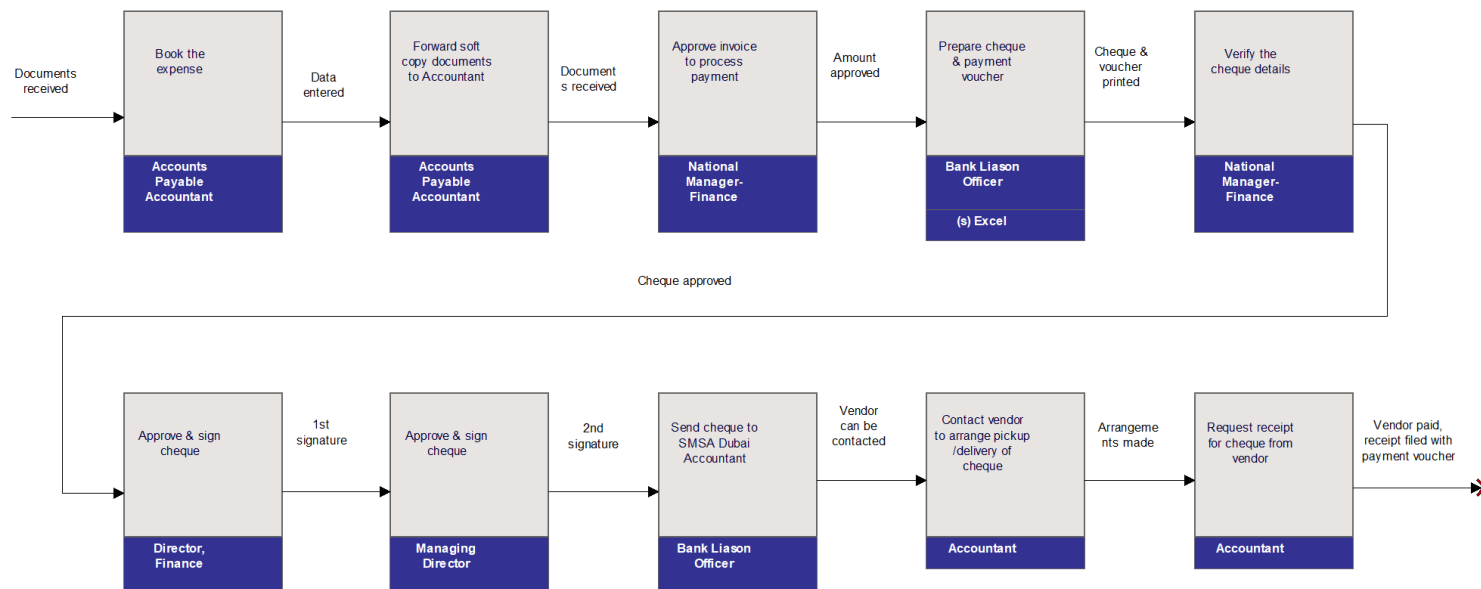 Documents
received
Book the
expense
Accounts
Payable
Accountant
Data
entered
Forward soft
copy documents
to Accountant
Accounts
Payable
Accountant
Document
s received
Approve invoice
to process
payment
National
Manager-
Finance
Amount
approved
Prepare cheque
& payment
voucher
Bank Liason
Officer
(s) Excel
Cheque &
voucher
printed
Verify the
cheque details
National
Manager-
Finance
Cheque approved
Approve & sign
cheque
Director,
Finance
1st
signature
Approve & sign
cheque
Managing
Director
2nd
signature
Send cheque to
SMSA Dubai
Accountant
Bank Liason
Officer
Vendor
can be
contacted
Contact vendor
to arrange pickup
/delivery of
cheque
Accountant
Arrangeme
nts made
Request receipt
for cheque from
vendor
Accountant
Vendor paid,
receipt filed with
payment voucher